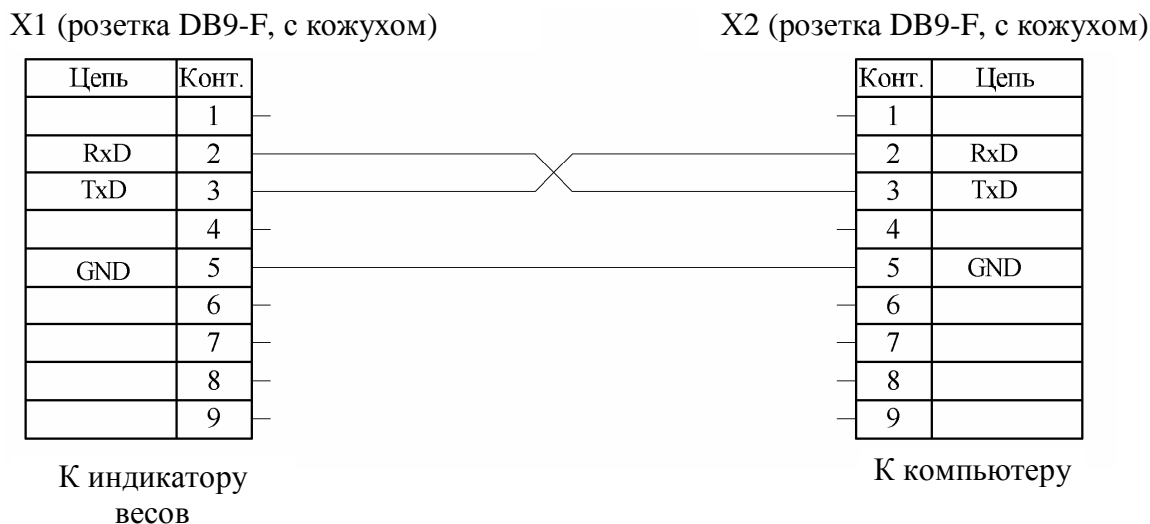 X1 (розетка DB9-F, с кожухом) X2 (розетка DB9-F, с кожухом)
Цепь Конт. Конт. Цепь
1 1
RxD 2 2 RxD
TxD 3 3 TxD
4 4
GND 5 5 GND
6 6
7 7
8 8
9 9
К индикатору К компьютеру
весов